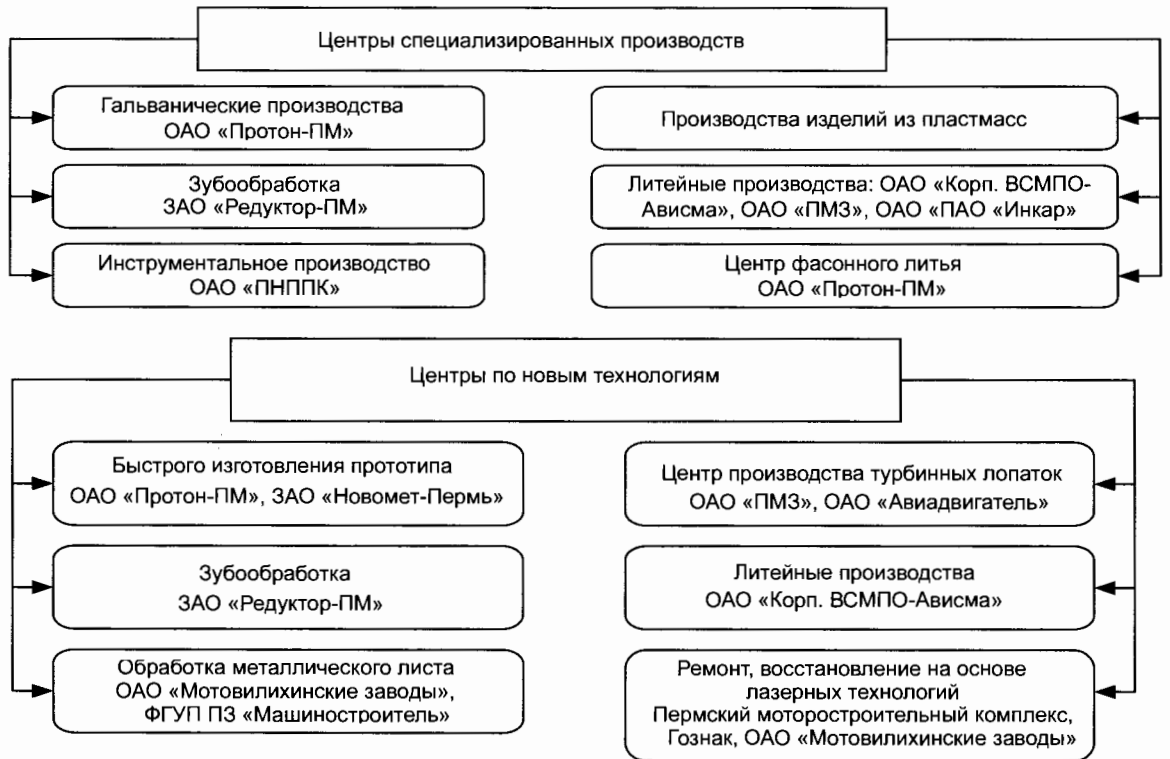 Центры специализированных производств
Гальванические производства
ОАО «Протон-ПМ»
Зубообработка
ЗАО «Редуктор-ПМ»
Инструментальное производство
ОАО «ПНППК»
Производства изделий из пластмасс
Литейные производства: ОАО «Корп. ВСМПО-
Ависма», ОАО «ПМЗ», ОАО «ПАО «Инкар»
Центр фасонного литья
ОАО «Протон-ПМ»
Центры по новым технологиям
Быстрого изготовления прототипа
ОАО «Протон-ПМ», ЗАО «Новомет-Пермь»
Зубообработка
ЗАО «Редуктор-ПМ»
Обработка металлического листа
ОАО «Мотовилихинские заводы»,
ФГУП ПЗ «Машиностроитель»
Центр производства турбинных лопаток
ОАО «ПМЗ», ОАО «Авиадвигатель»
Литейные производства
ОАО «Корп. ВСМПО-Ависма»
Ремонт, восстановление на основе
лазерных технологий
Пермский моторостроительный комплекс,
Гознак, ОАО «Мотовилихинские заводы»